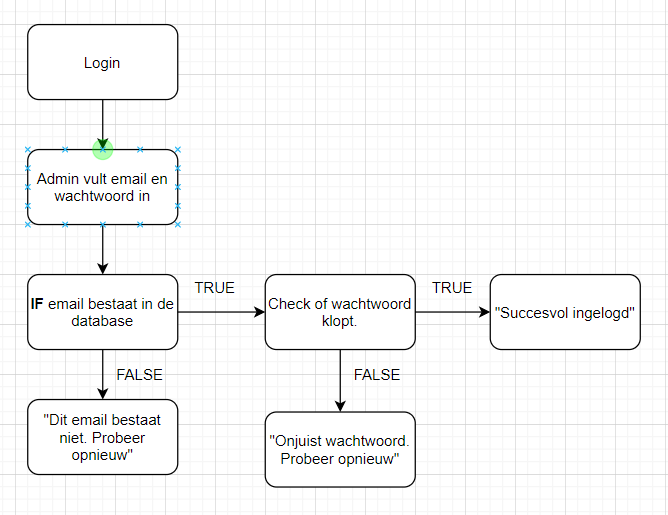 Login
Admin vult email en
wachtwoord in
IF email bestaat in de
database
TRUE
Check of wachtwoord
klopt.
TRUE
"Succesvol ingelogd"
FALSE
"Dit email bestaat
niet. Probeer
opnieuw"
FALSE
"Onjuist wachtwoord.
Probeer opnieuw"